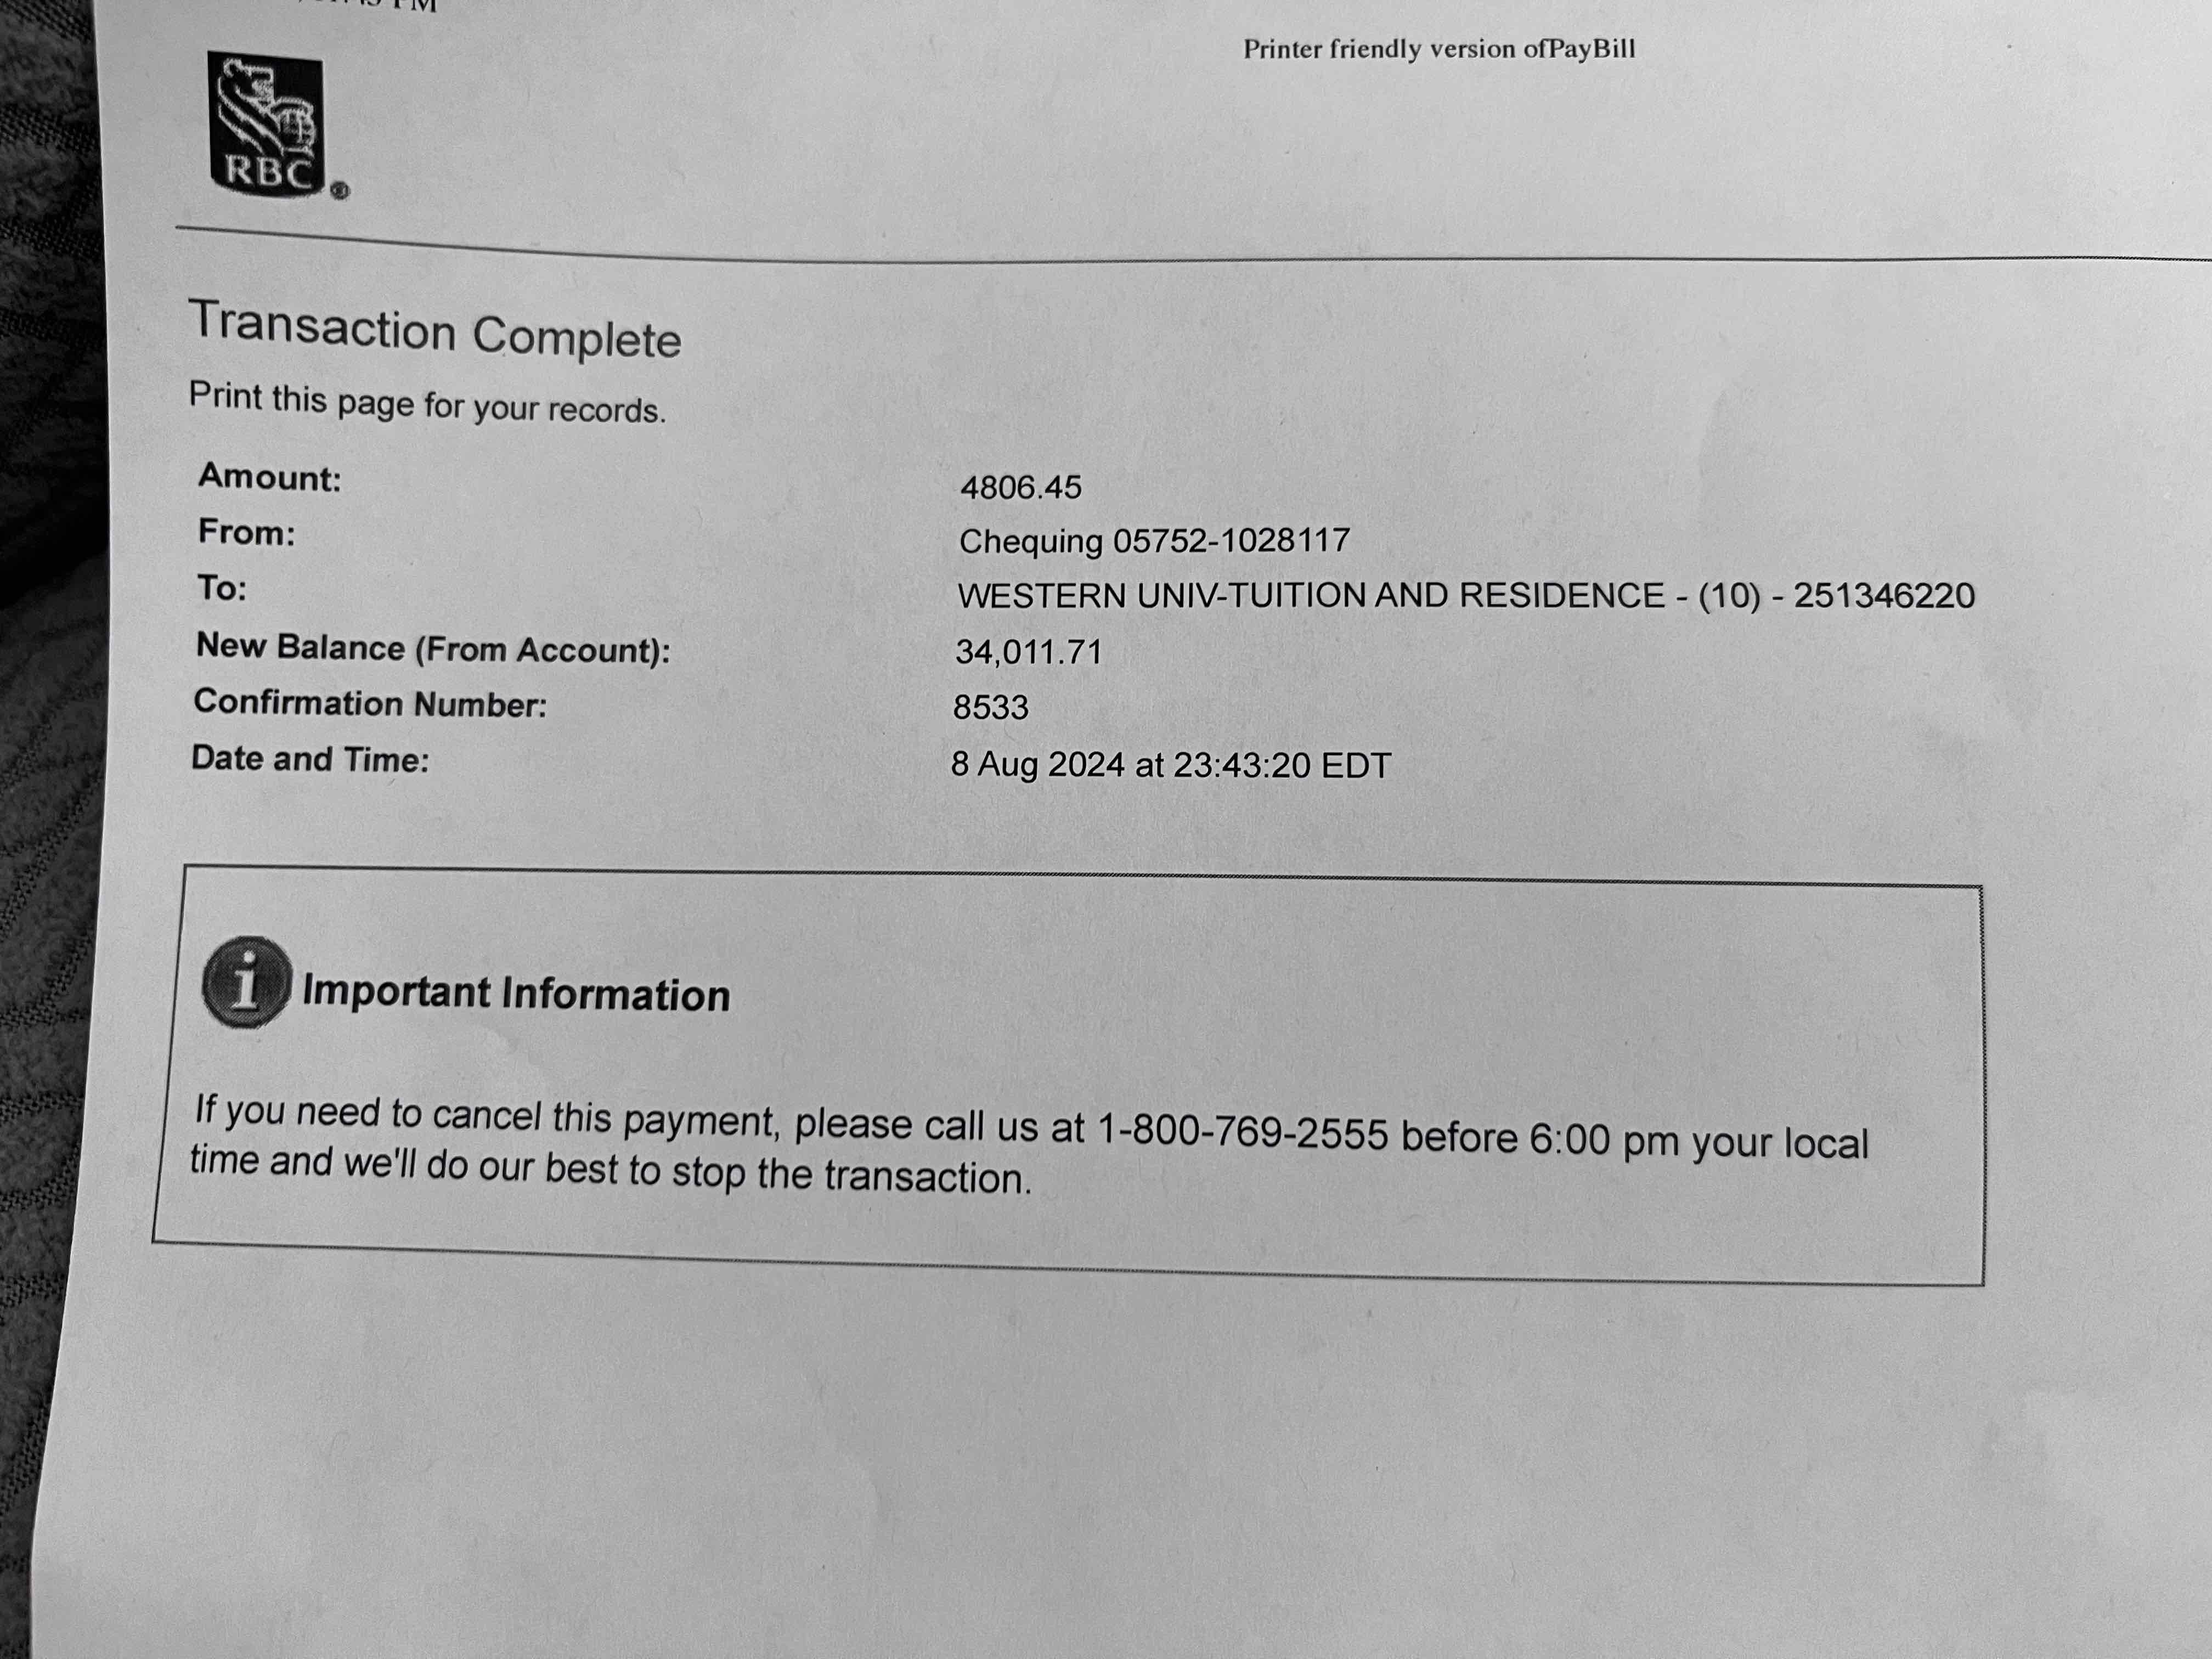 Printer friendly version ofPayBill
RBC®
Transaction Complete
Print this page for your records.
Amount: 4806.45
From: Chequing 05752-1028117
To: WESTERN UNIV-TUITION AND RESIDENCE - (10) - 251346220
New Balance (From Account): 34,011.71
Confirmation Number: 8533
Date and Time: 8 Aug 2024 at 23:43:20 EDT
i Important Information
If you need to cancel this payment, please call us at 1-800-769-2555 before 6:00 pm your local
time and we'll do our best to stop the transaction.